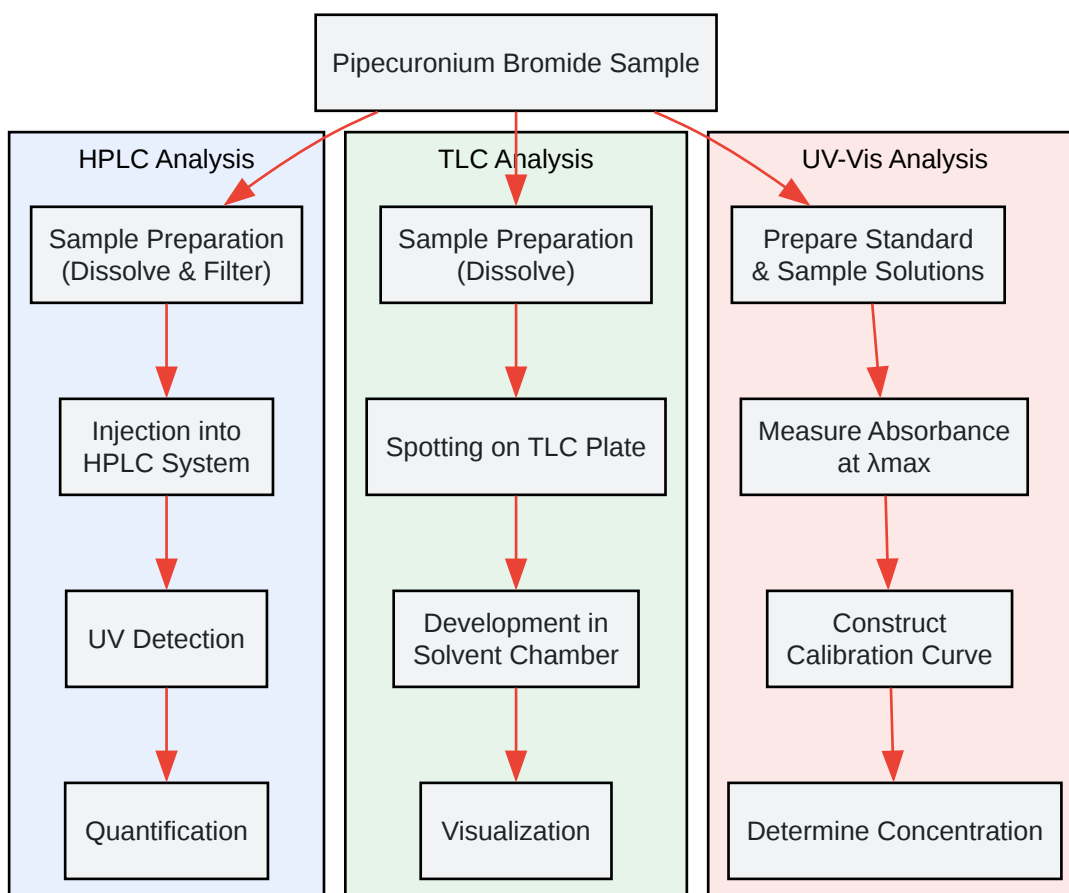 Pipecuronium Bromide Sample
HPLC Analysis
Sample Preparation
(Dissolve & Filter)
Injection into
HPLC System
UV Detection
Quantification
TLC Analysis
Sample Preparation
(Dissolve)
Spotting on TLC Plate
Development in
Solvent Chamber
Visualization
UV-Vis Analysis
Prepare Standard
& Sample Solutions
Measure Absorbance
at λmax
Construct
Calibration Curve
Determine Concentration